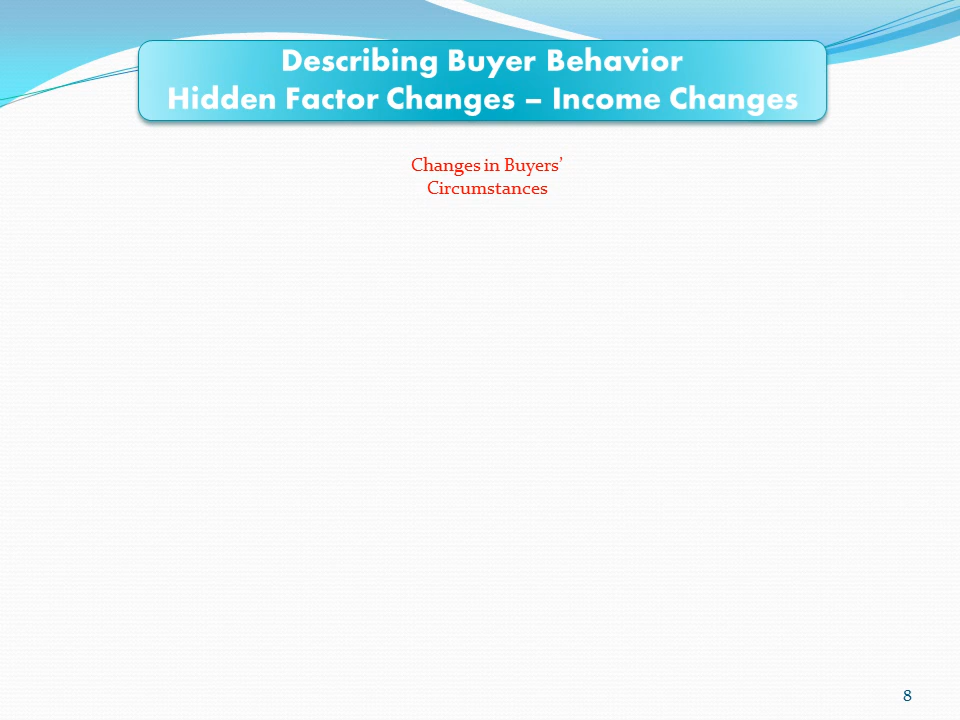 Describing Buyer Behavior
Hidden Factor Changes – Income Changes
Changes in Buyers’
Circumstances
8